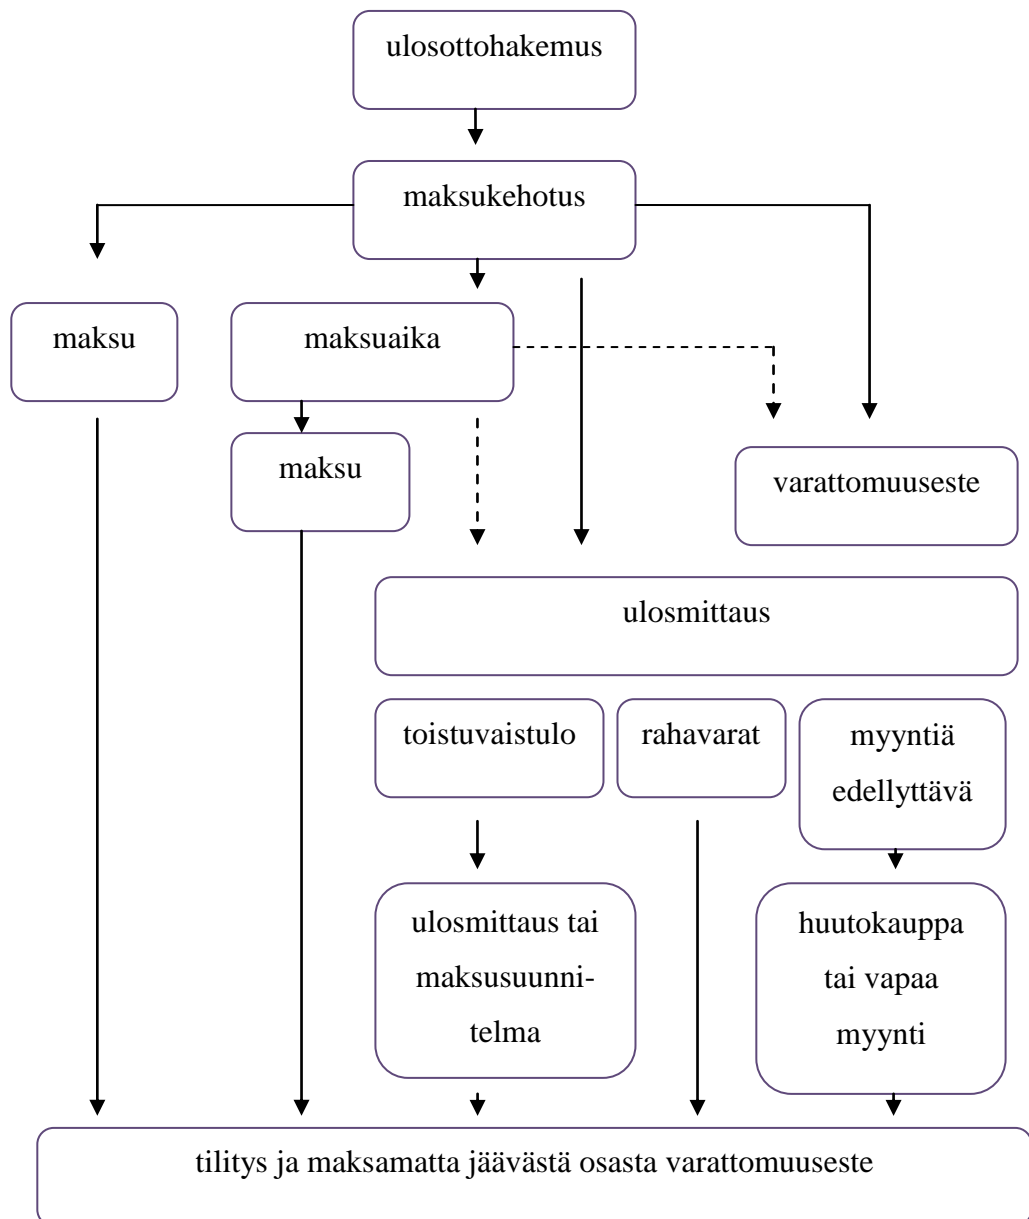 ulosottohakemus
maksukehotus
maksu
maksuaika
maksu
varattomuuseste
ulosmittaus
toistuvaistulo
rahavarat
myyntiä
edellyttävä
ulosmittaus tai
maksusuunni-
telma
huutokauppa
tai vapaa
myynti
tilitys ja maksamatta jäävästä osasta varattomuuseste